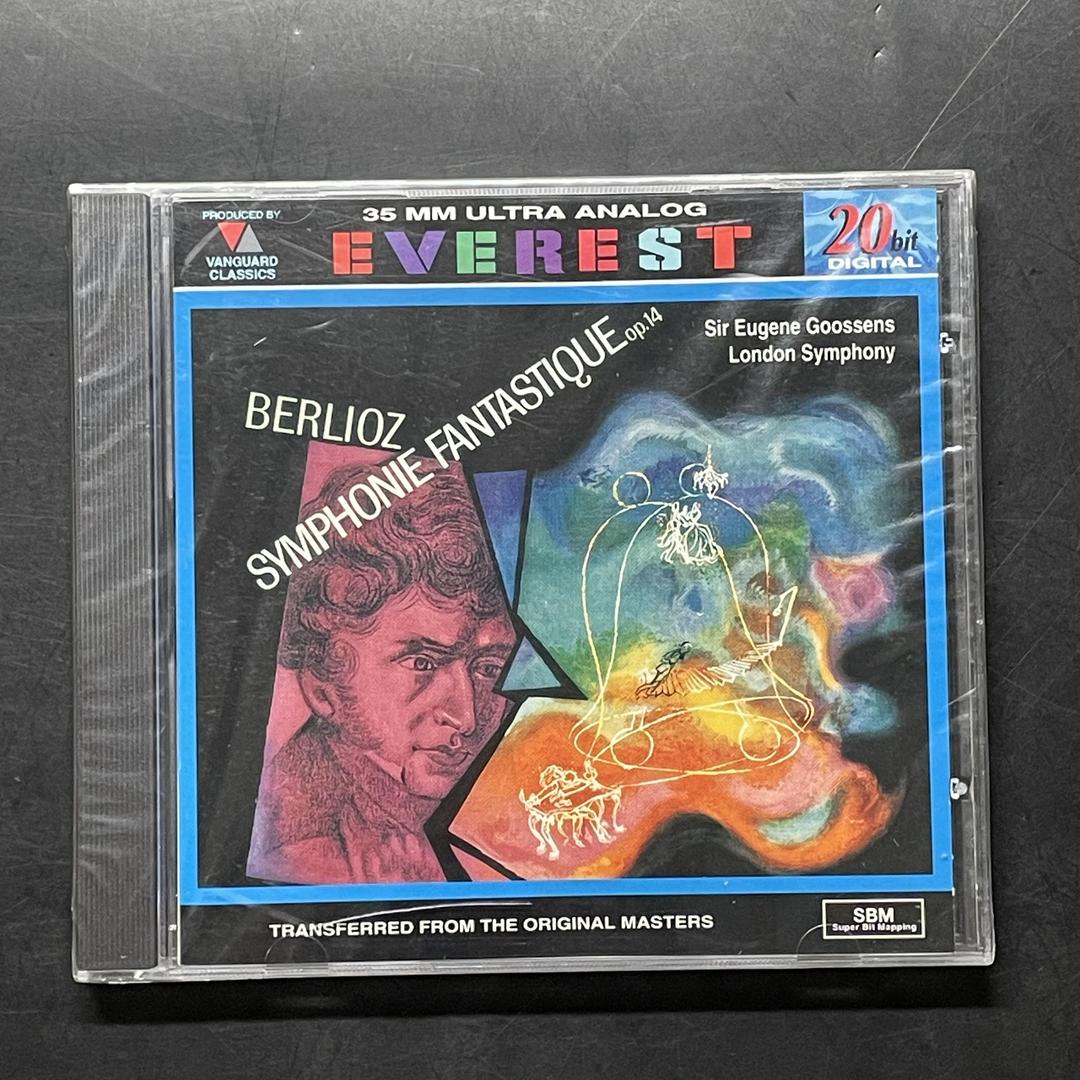 PRODUCED BY
VANGUARD
CLASSICS
35 MM ULTRA ANALOG
EVEREST
20 bit
DIGITAL
Sir Eugene Goossens
London Symphony
BERLIOZ
SYMPHONIE FANTASTIQUE op.14
TRANSFERRED FROM THE ORIGINAL MASTERS
SBM
Super Bit Mapping